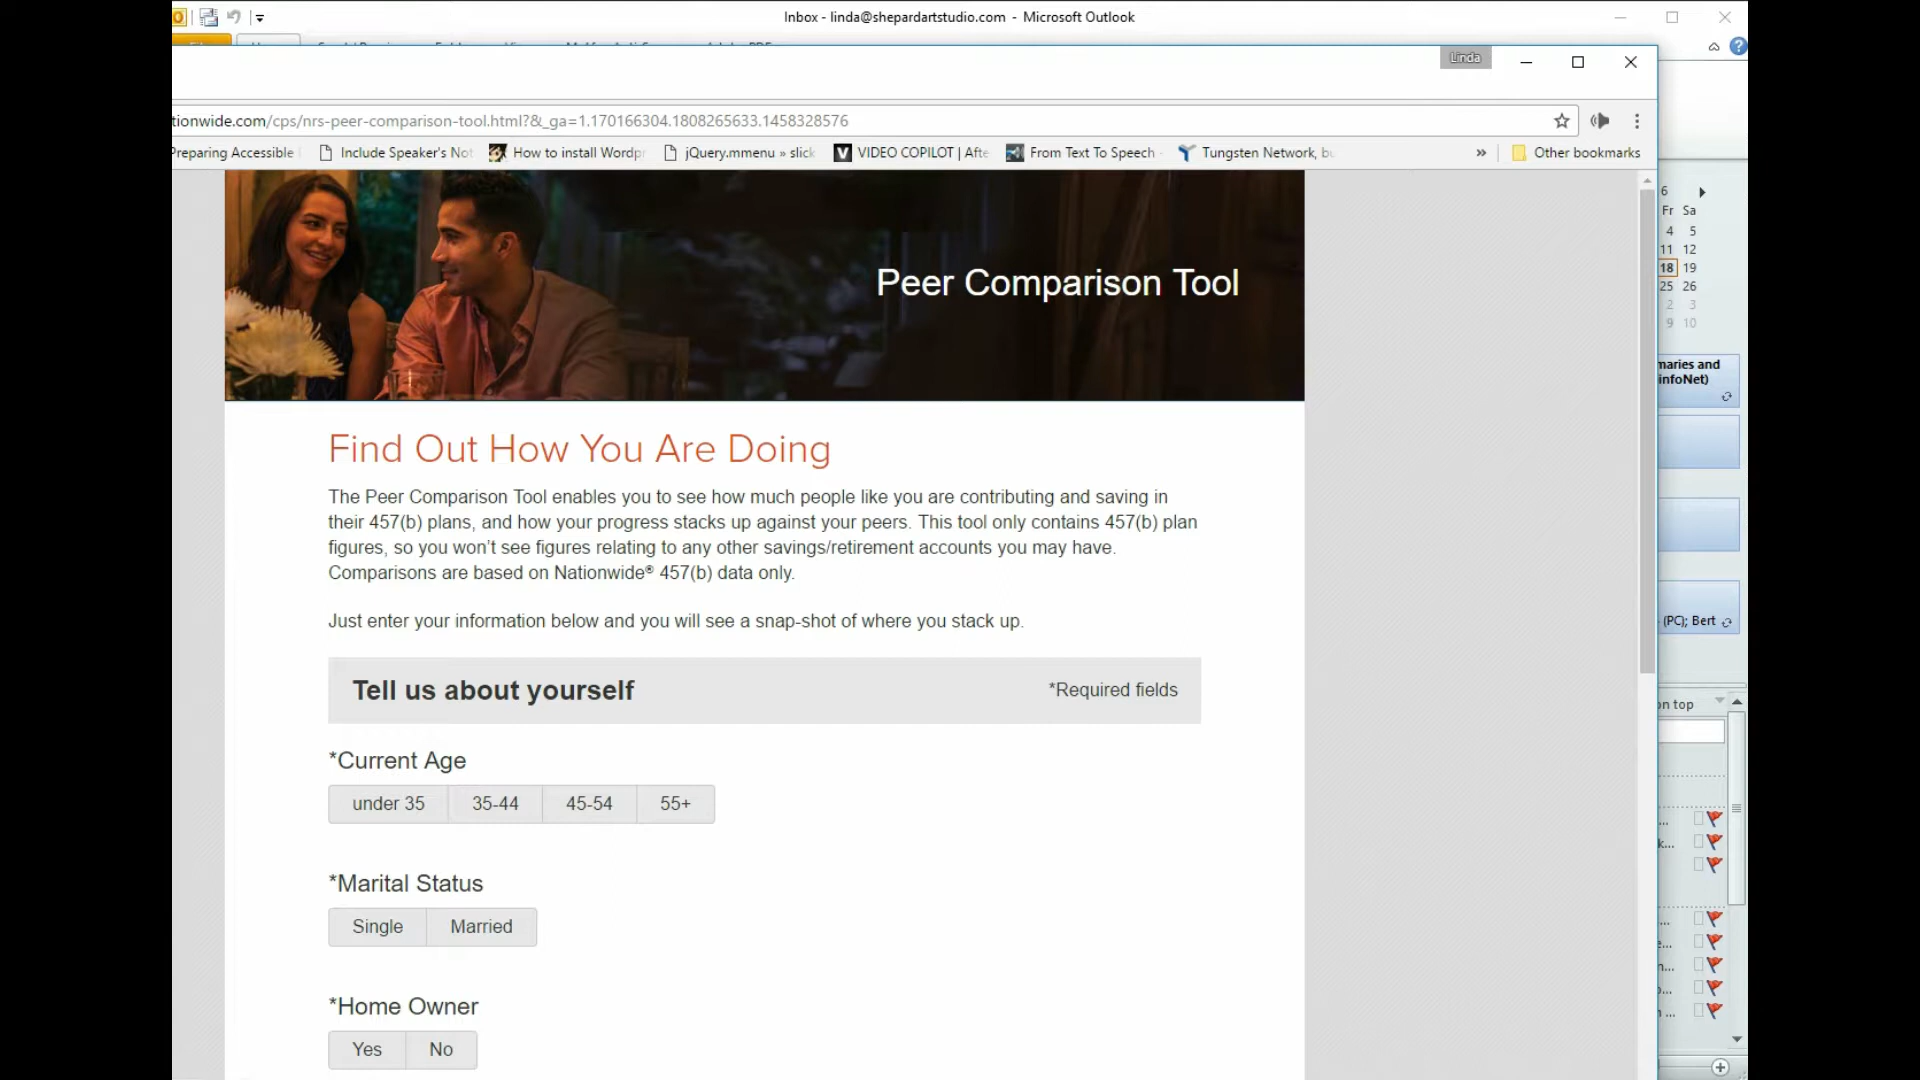 Inbox - linda@shepardartstudio.com - Microsoft Outlook
Linda
tionwide.com/cps/nrs-peer-comparison-tool.html?&_ga=1.170166304.1808265633.1458328576
Preparing Accessible
Include Speaker's Not
How to install Wordp
jQuery.mmenu » slick
VIDEO COPILOT | Afte
From Text To Speech
Tungsten Network, bu
»
Other bookmarks
6
Fr Sa
4 5
11 12
18 19
25 26
2 3
9 10
Peer Comparison Tool
maries and
infoNet)
Find Out How You Are Doing
The Peer Comparison Tool enables you to see how much people like you are contributing and saving in
their 457(b) plans, and how your progress stacks up against your peers. This tool only contains 457(b) plan
figures, so you won't see figures relating to any other savings/retirement accounts you may have.
Comparisons are based on Nationwide® 457(b) data only.
Just enter your information below and you will see a snap-shot of where you stack up.
(PC); Bert
Tell us about yourself
*Required fields
on top
*Current Age
under 35 35-44 45-54 55+
*Marital Status
Single Married
*Home Owner
Yes No